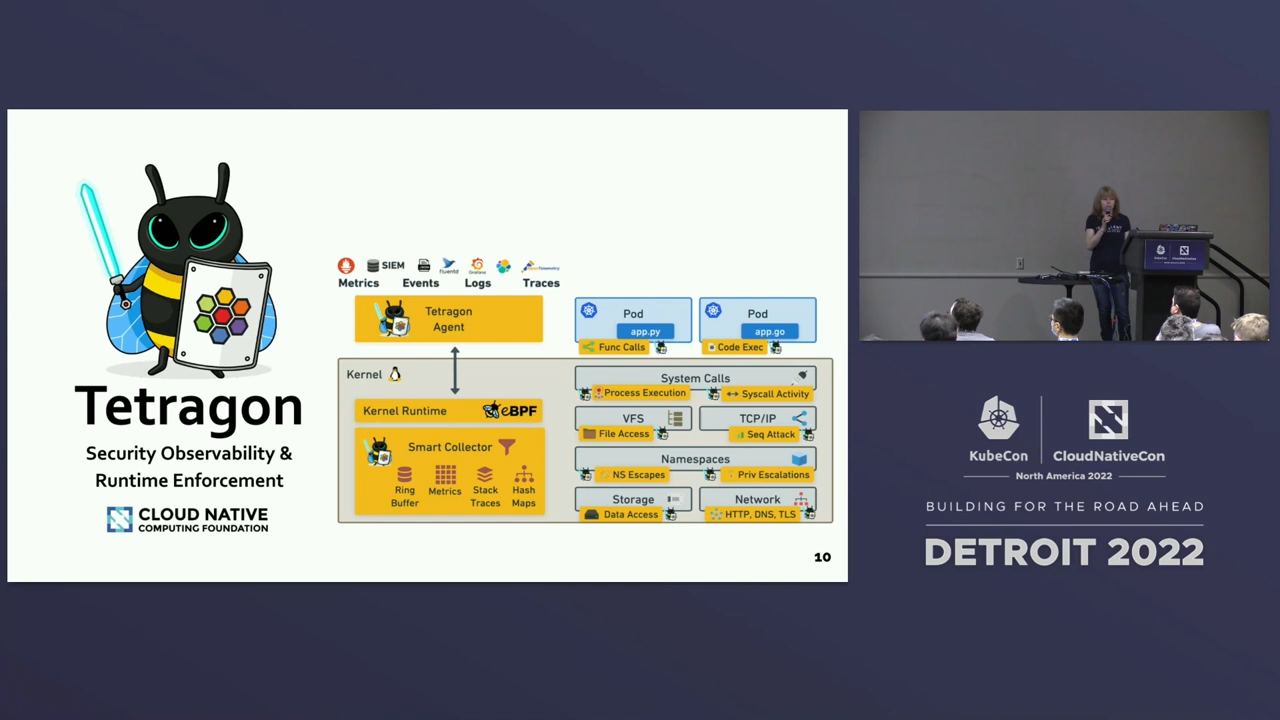 Tetragon
Security Observability &
Runtime Enforcement
CLOUD NATIVE
COMPUTING FOUNDATION
SIEM
fluentd
Grafana
Metrics
Events
Logs
Traces
Tetragon
Agent
Pod
app.py
Func Calls
Pod
app.go
Code Exec
Kernel
Kernel Runtime
eBPF
Smart Collector
Ring
Buffer
Metrics
Stack
Traces
Hash
Maps
System Calls
Process Execution
Syscall Activity
VFS
File Access
TCP/IP
Seq Attack
Namespaces
NS Escapes
Priv Escalations
Storage
Data Access
Network
HTTP, DNS, TLS
10
KubeCon
CloudNativeCon
North America 2022
BUILDING FOR THE ROAD AHEAD
DETROIT 2022